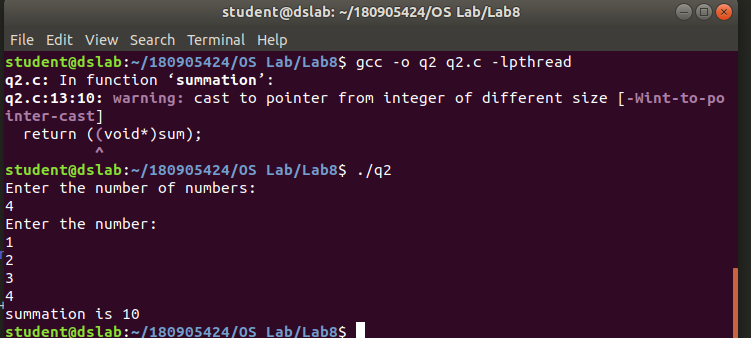 student@dslab: ~/180905424/OS Lab/Lab8
File Edit View Search Terminal Help
student@dslab:~/180905424/OS Lab/Lab8$ gcc -o q2 q2.c -lpthread
q2.c: In function ‘summation’:
q2.c:13:10: warning: cast to pointer from integer of different size [-Wint-to-po
inter-cast]
return ((void*)sum);
^
student@dslab:~/180905424/OS Lab/Lab8$ ./q2
Enter the number of numbers:
4
Enter the number:
1
2
3
4
summation is 10
student@dslab:~/180905424/OS Lab/Lab8$